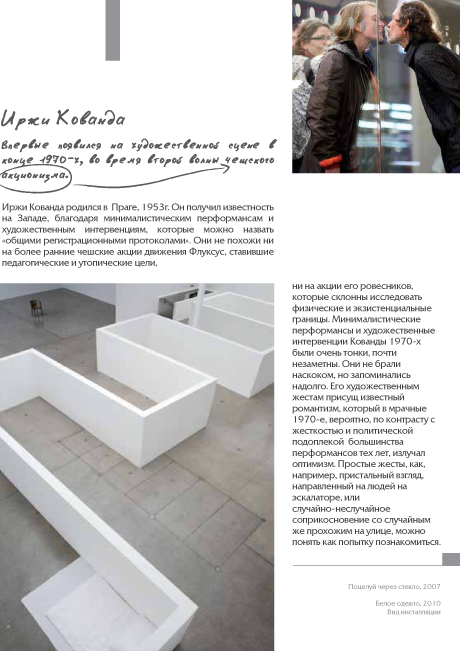 Иржи Кованда
Впервые появился на художественной сцене в
конце 1970-х, во время второй волны чешского
акционизма.
Иржи Кованда родился в Праге, 1953г. Он получил известность
на Западе, благодаря минималистическим перформансам и
художественным интервенциям, которые можно назвать
«общими регистрационными протоколами». Они не похожи ни
на более ранние чешские акции движения Флуксус, ставившие
педагогические и утопические цели,
ни на акции его ровесников,
которые склонны исследовать
физические и экзистенциальные
границы. Минималистические
перформансы и художественные
интервенции Кованды 1970-х
были очень тонки, почти
незаметны. Они не брали
наскоком, но запоминались
надолго. Его художественным
жестам присущ известный
романтизм, который в мрачные
1970-е, вероятно, по контрасту с
жесткостью и политической
подоплекой большинства
перформансов тех лет, излучал
оптимизм. Простые жесты, как,
например, пристальный взгляд,
направленный на людей на
эскалаторе, или
случайно-неслучайное
соприкосновение со случайным
же прохожим на улице, можно
понять как попытку познакомиться.
Поцелуй через стекло, 2007
Белое одеяло, 2010
Вид инсталляции